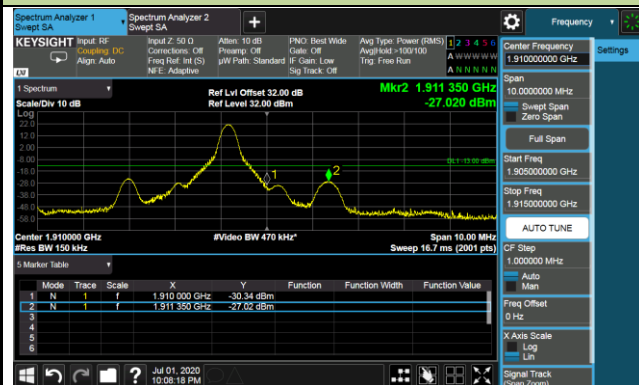 Spectrum Analyzer 1
Swept SA
Spectrum Analyzer 2
Swept SA
+
Frequency
KEYSIGHT
LXI
Input: RF
Coupling: DC
Align: Auto
Input Z: 50 Ω
Corrections: Off
Freq Ref: Int (S)
NFE: Adaptive
Atten: 10 dB
Preamp: Off
µW Path: Standard
PNO: Best Wide
Gate: Off
IF Gain: Low
Sig Track: Off
Avg Type: Power (RMS)
Avg|Hold:>100/100
Trig: Free Run
1 2 3 4 5 6
A W W W W W
A N N N N N
1 Spectrum
Scale/Div 10 dB
Log
Ref Lvl Offset 32.00 dB
Ref Level 32.00 dBm
Mkr2 1.911 350 GHz
-27.020 dBm
22.0
12.0
2.00
-8.00
-18.0
-28.0
-38.0
-48.0
-58.0
DL1 -13.00 dBm
1
2
Center 1.910000 GHz
#Res BW 150 kHz
#Video BW 470 kHz*
Span 10.00 MHz
Sweep 16.7 ms (2001 pts)
5 Marker Table
Mode Trace Scale X Y Function Function Width Function Value
1 N 1 f 1.910 000 GHz -30.34 dBm
2 N 1 f 1.911 350 GHz -27.02 dBm
3
4
5
6
Jul 01, 2020
10:08:18 PM
Center Frequency
1.910000000 GHz
Settings
Span
10.0000000 MHz
Swept Span
Zero Span
Full Span
Start Freq
1.905000000 GHz
Stop Freq
1.915000000 GHz
AUTO TUNE
CF Step
1.000000 MHz
Auto
Man
Freq Offset
0 Hz
X Axis Scale
Log
Lin
Signal Track
(Span Zoom)